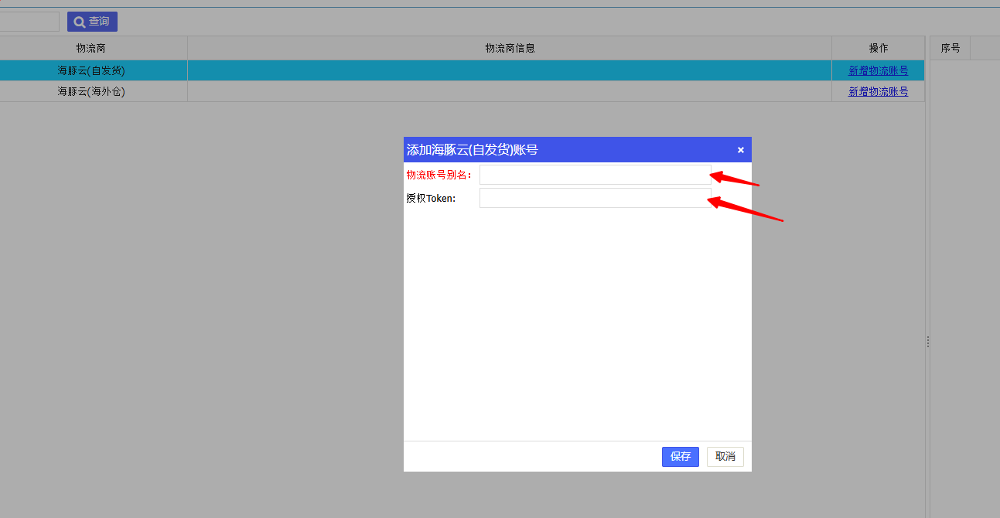 查询
物流商 物流商信息 操作 序号
海豚云(自发货) 新增物流账号
海豚云(海外仓) 新增物流账号
添加海豚云(自发货)账号 ×
物流账号别名：
授权Token:
保存 取消